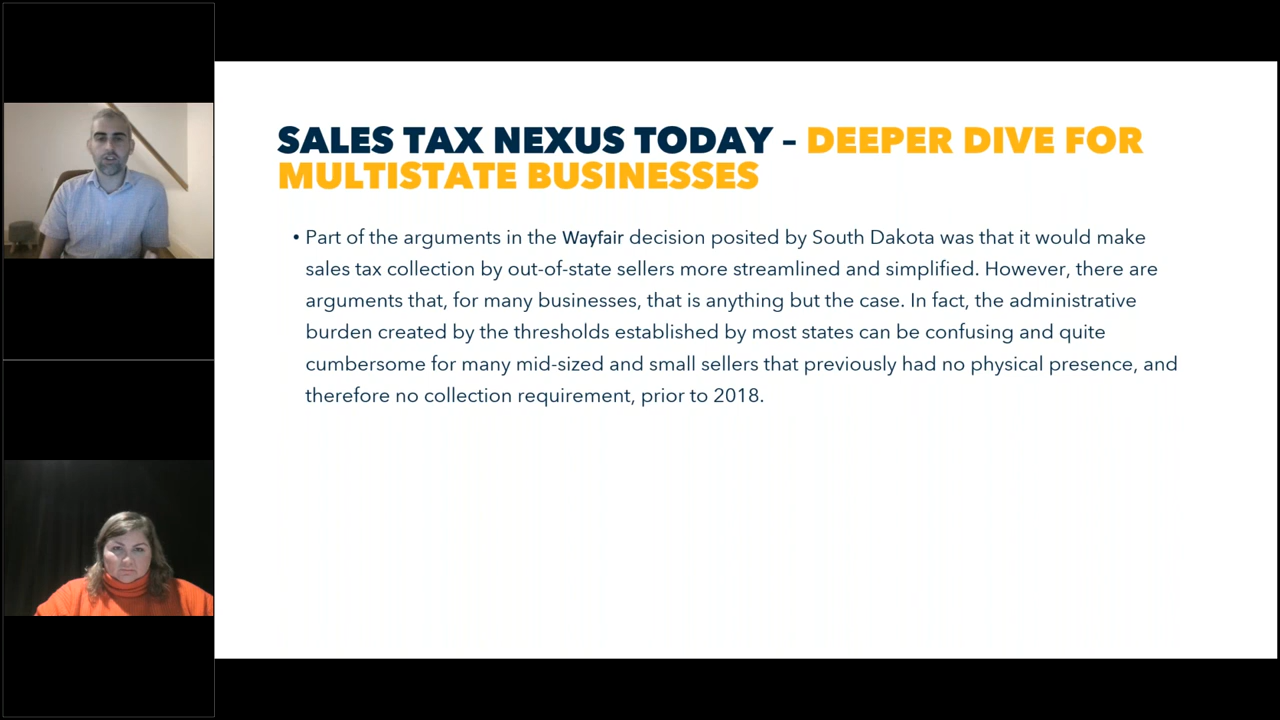 SALES TAX NEXUS TODAY – DEEPER DIVE FOR
MULTISTATE BUSINESSES
• Part of the arguments in the Wayfair decision posited by South Dakota was that it would make
sales tax collection by out-of-state sellers more streamlined and simplified. However, there are
arguments that, for many businesses, that is anything but the case. In fact, the administrative
burden created by the thresholds established by most states can be confusing and quite
cumbersome for many mid-sized and small sellers that previously had no physical presence, and
therefore no collection requirement, prior to 2018.